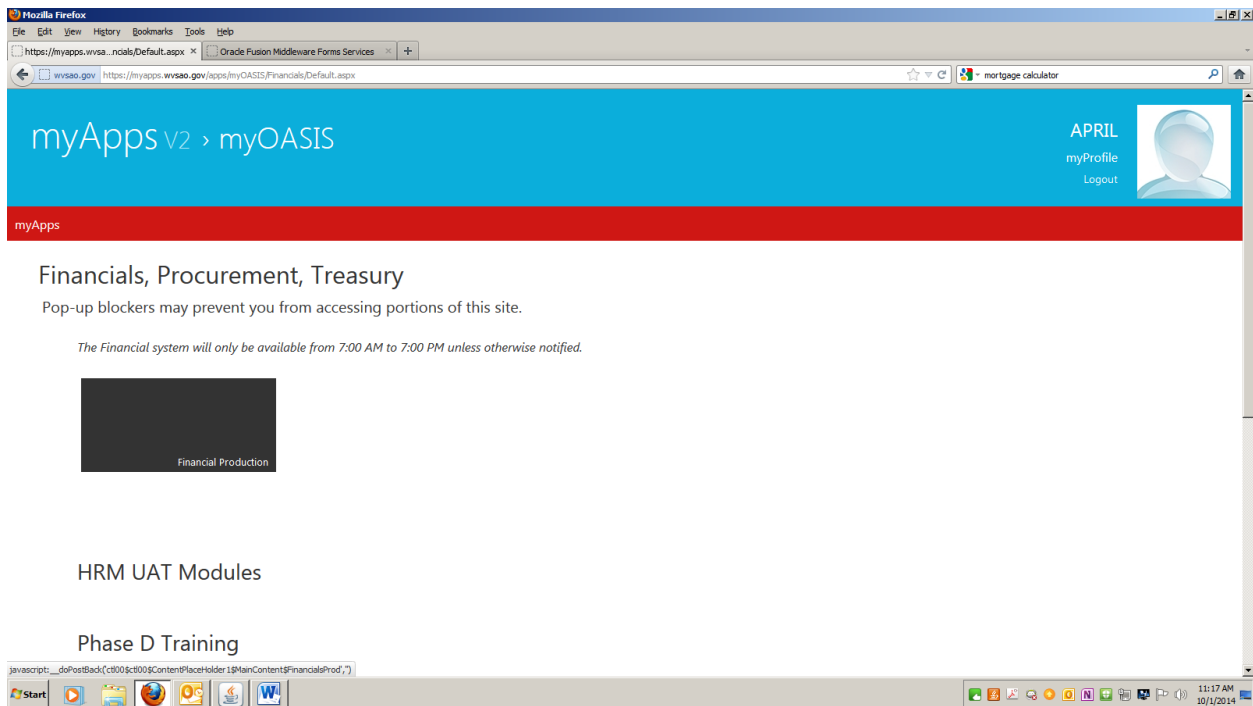 Mozilla Firefox
File Edit View History Bookmarks Tools Help
https://myapps.wvsa...ncials/Default.aspx × Oracle Fusion Middleware Forms Services × +
wvsao.gov https://myapps.wvsao.gov/apps/myOASIS/Financials/Default.aspx mortgage calculator
myApps V2 › myOASIS
APRIL
myProfile
Logout
myApps
Financials, Procurement, Treasury
Pop-up blockers may prevent you from accessing portions of this site.
The Financial system will only be available from 7:00 AM to 7:00 PM unless otherwise notified.
Financial Production
HRM UAT Modules
Phase D Training
javascript:__doPostBack('ctl00$ctl00$ContentPlaceHolder1$MainContent$FinancialsProd','')
Start 11:17 AM
10/1/2014